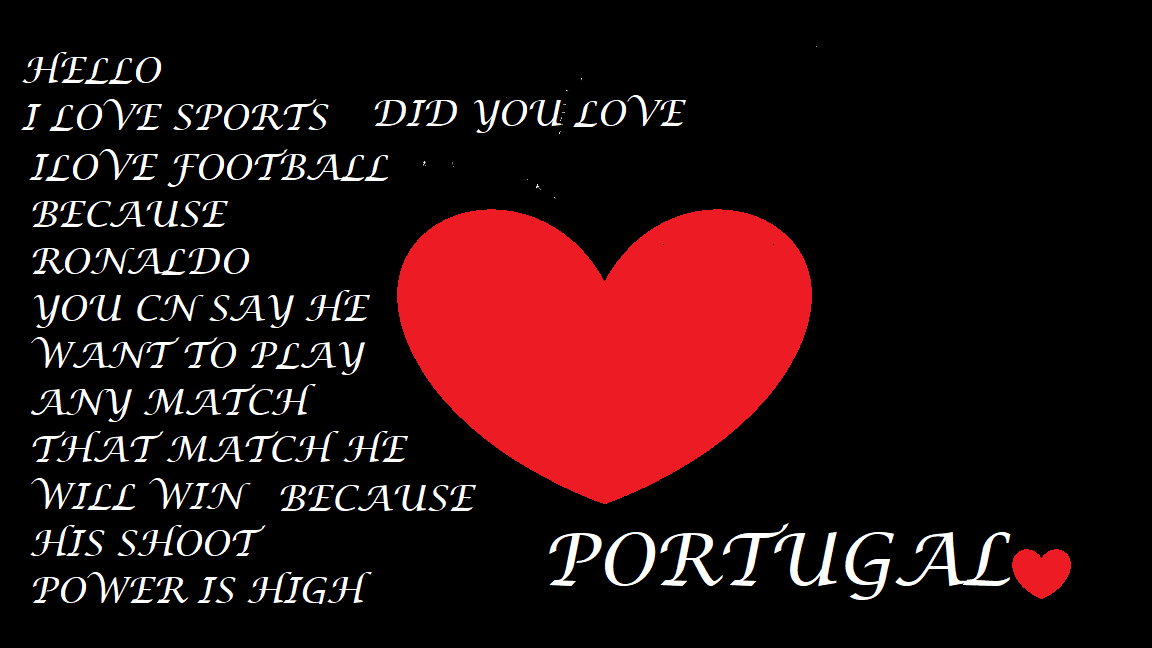 HELLO
I LOVE SPORTS DID YOU LOVE
ILOVE FOOTBALL
BECAUSE
RONALDO
YOU CN SAY HE
WANT TO PLAY
ANY MATCH
THAT MATCH HE
WILL WIN BECAUSE
HIS SHOOT
POWER IS HIGH
PORTUGAL